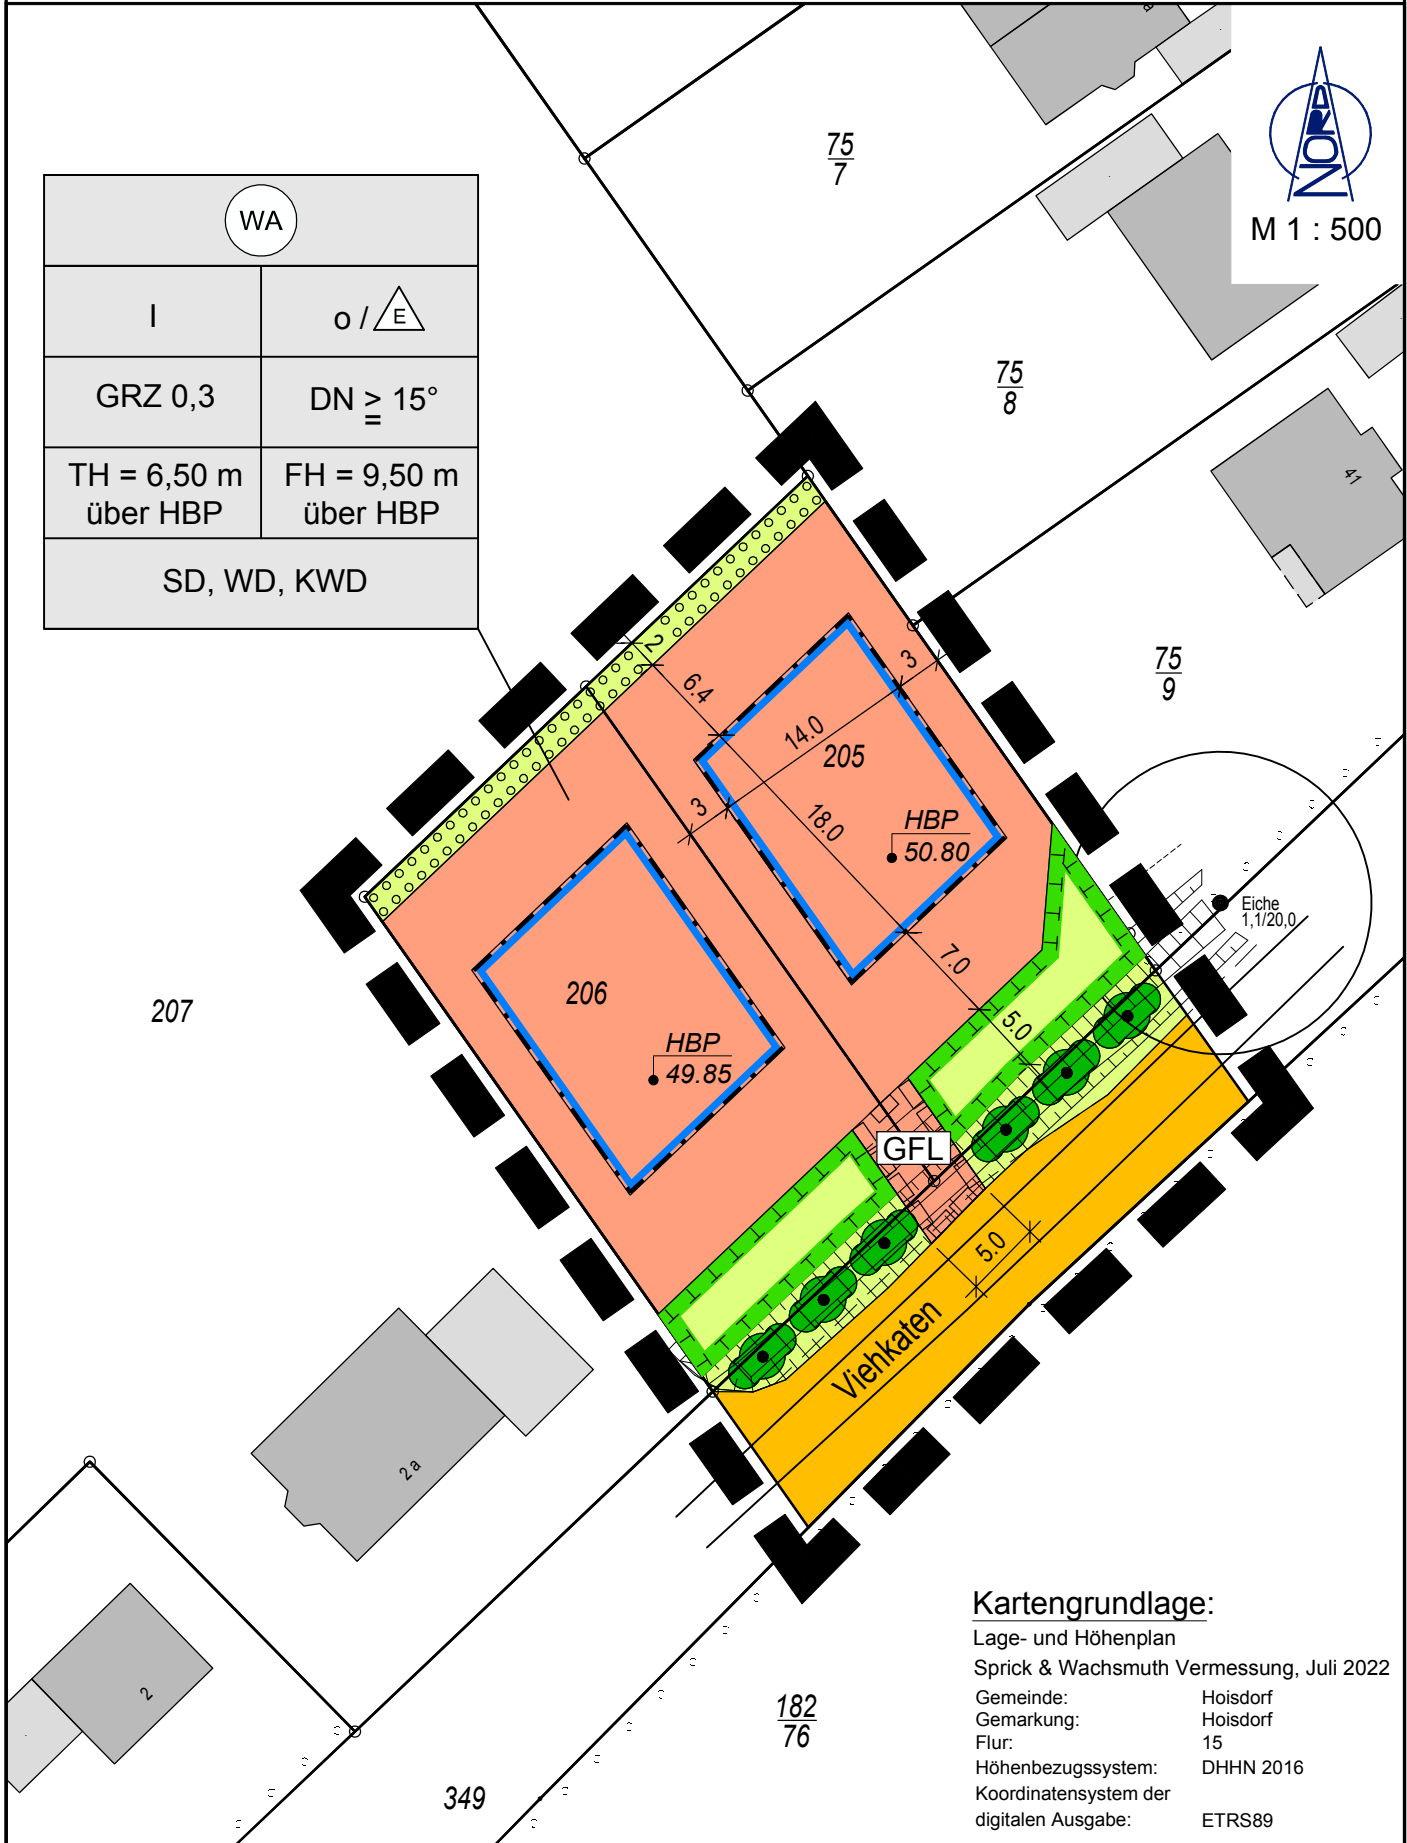 NORD
M 1 : 500
WA
I
o / E
GRZ 0,3
DN ≧ 15°
TH = 6,50 m
über HBP
FH = 9,50 m
über HBP
SD, WD, KWD
75
7
75
8
41
75
9
2
6.4
3
14.0
205
3
18.0
HBP
50.80
Eiche
1,1/20,0
7.0
5.0
206
207
HBP
49.85
GFL
5.0
Viehkaten
2 a
2
182
76
349
Kartengrundlage:
Lage- und Höhenplan
Sprick & Wachsmuth Vermessung, Juli 2022
Gemeinde: Hoisdorf
Gemarkung: Hoisdorf
Flur: 15
Höhenbezugssystem: DHHN 2016
Koordinatensystem der
digitalen Ausgabe: ETRS89